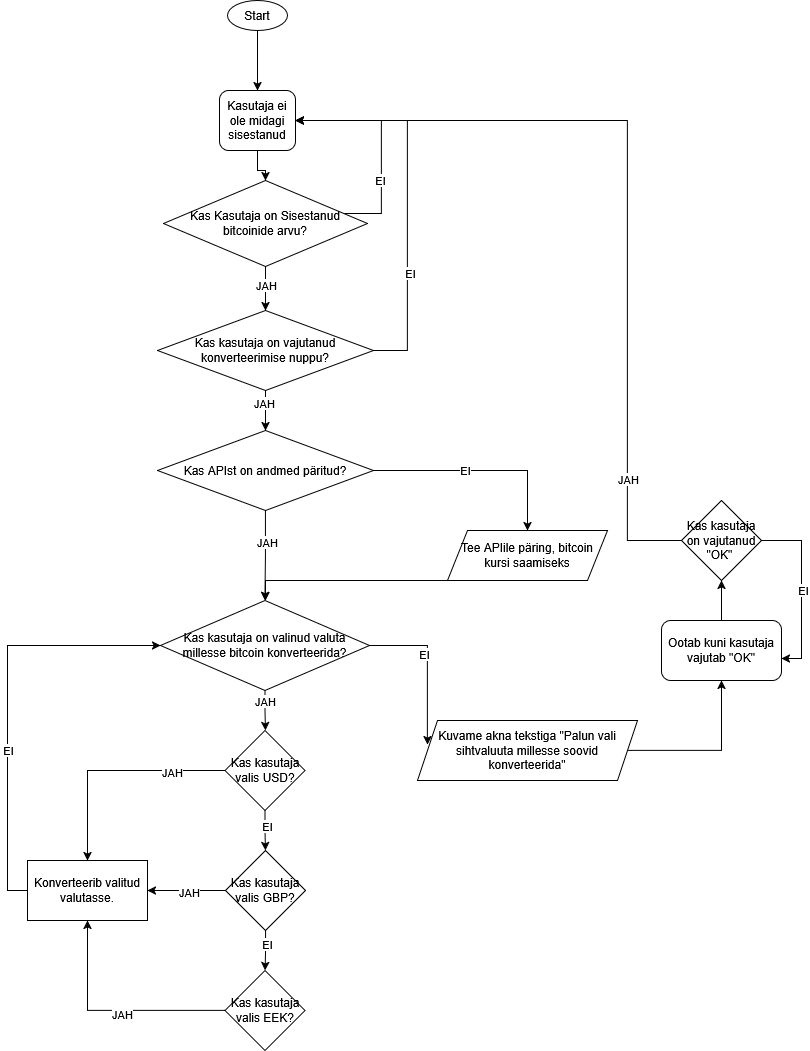 Start
Kasutaja ei
ole midagi
sisestanud
EI
Kas Kasutaja on Sisestanud
bitcoinide arvu?
EI
JAH
Kas kasutaja on vajutanud
konverteerimise nuppu?
JAH
Kas APIst on andmed päritud?
EI
JAH
JAH
Tee APIile päring, bitcoin
kursi saamiseks
Kas kasutaja
on vajutanud
"OK"
EI
Kas kasutaja on valinud valuta
millesse bitcoin konverteerida?
EI
Ootab kuni kasutaja
vajutab "OK"
JAH
Kuvame akna tekstiga "Palun vali
sihtvaluuta millesse soovid
konverteerida"
EI
Kas kasutaja
valis USD?
JAH
EI
Konverteerib valitud
valutasse.
JAH
Kas kasutaja
valis GBP?
EI
Kas kasutaja
valis EEK?
JAH